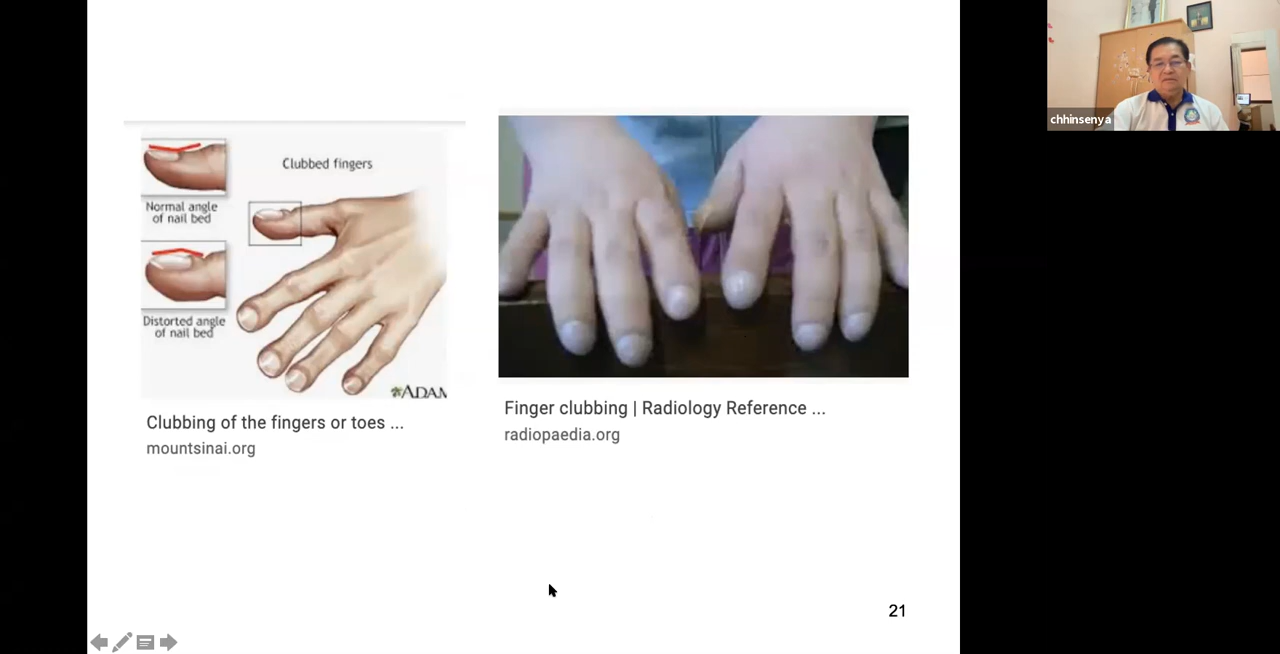 Clubbed fingers
Normal angle
of nail bed
Distorted angle
of nail bed
ADAM
Clubbing of the fingers or toes ...
mountsinai.org
Finger clubbing | Radiology Reference ...
radiopaedia.org
21
chhinsenya